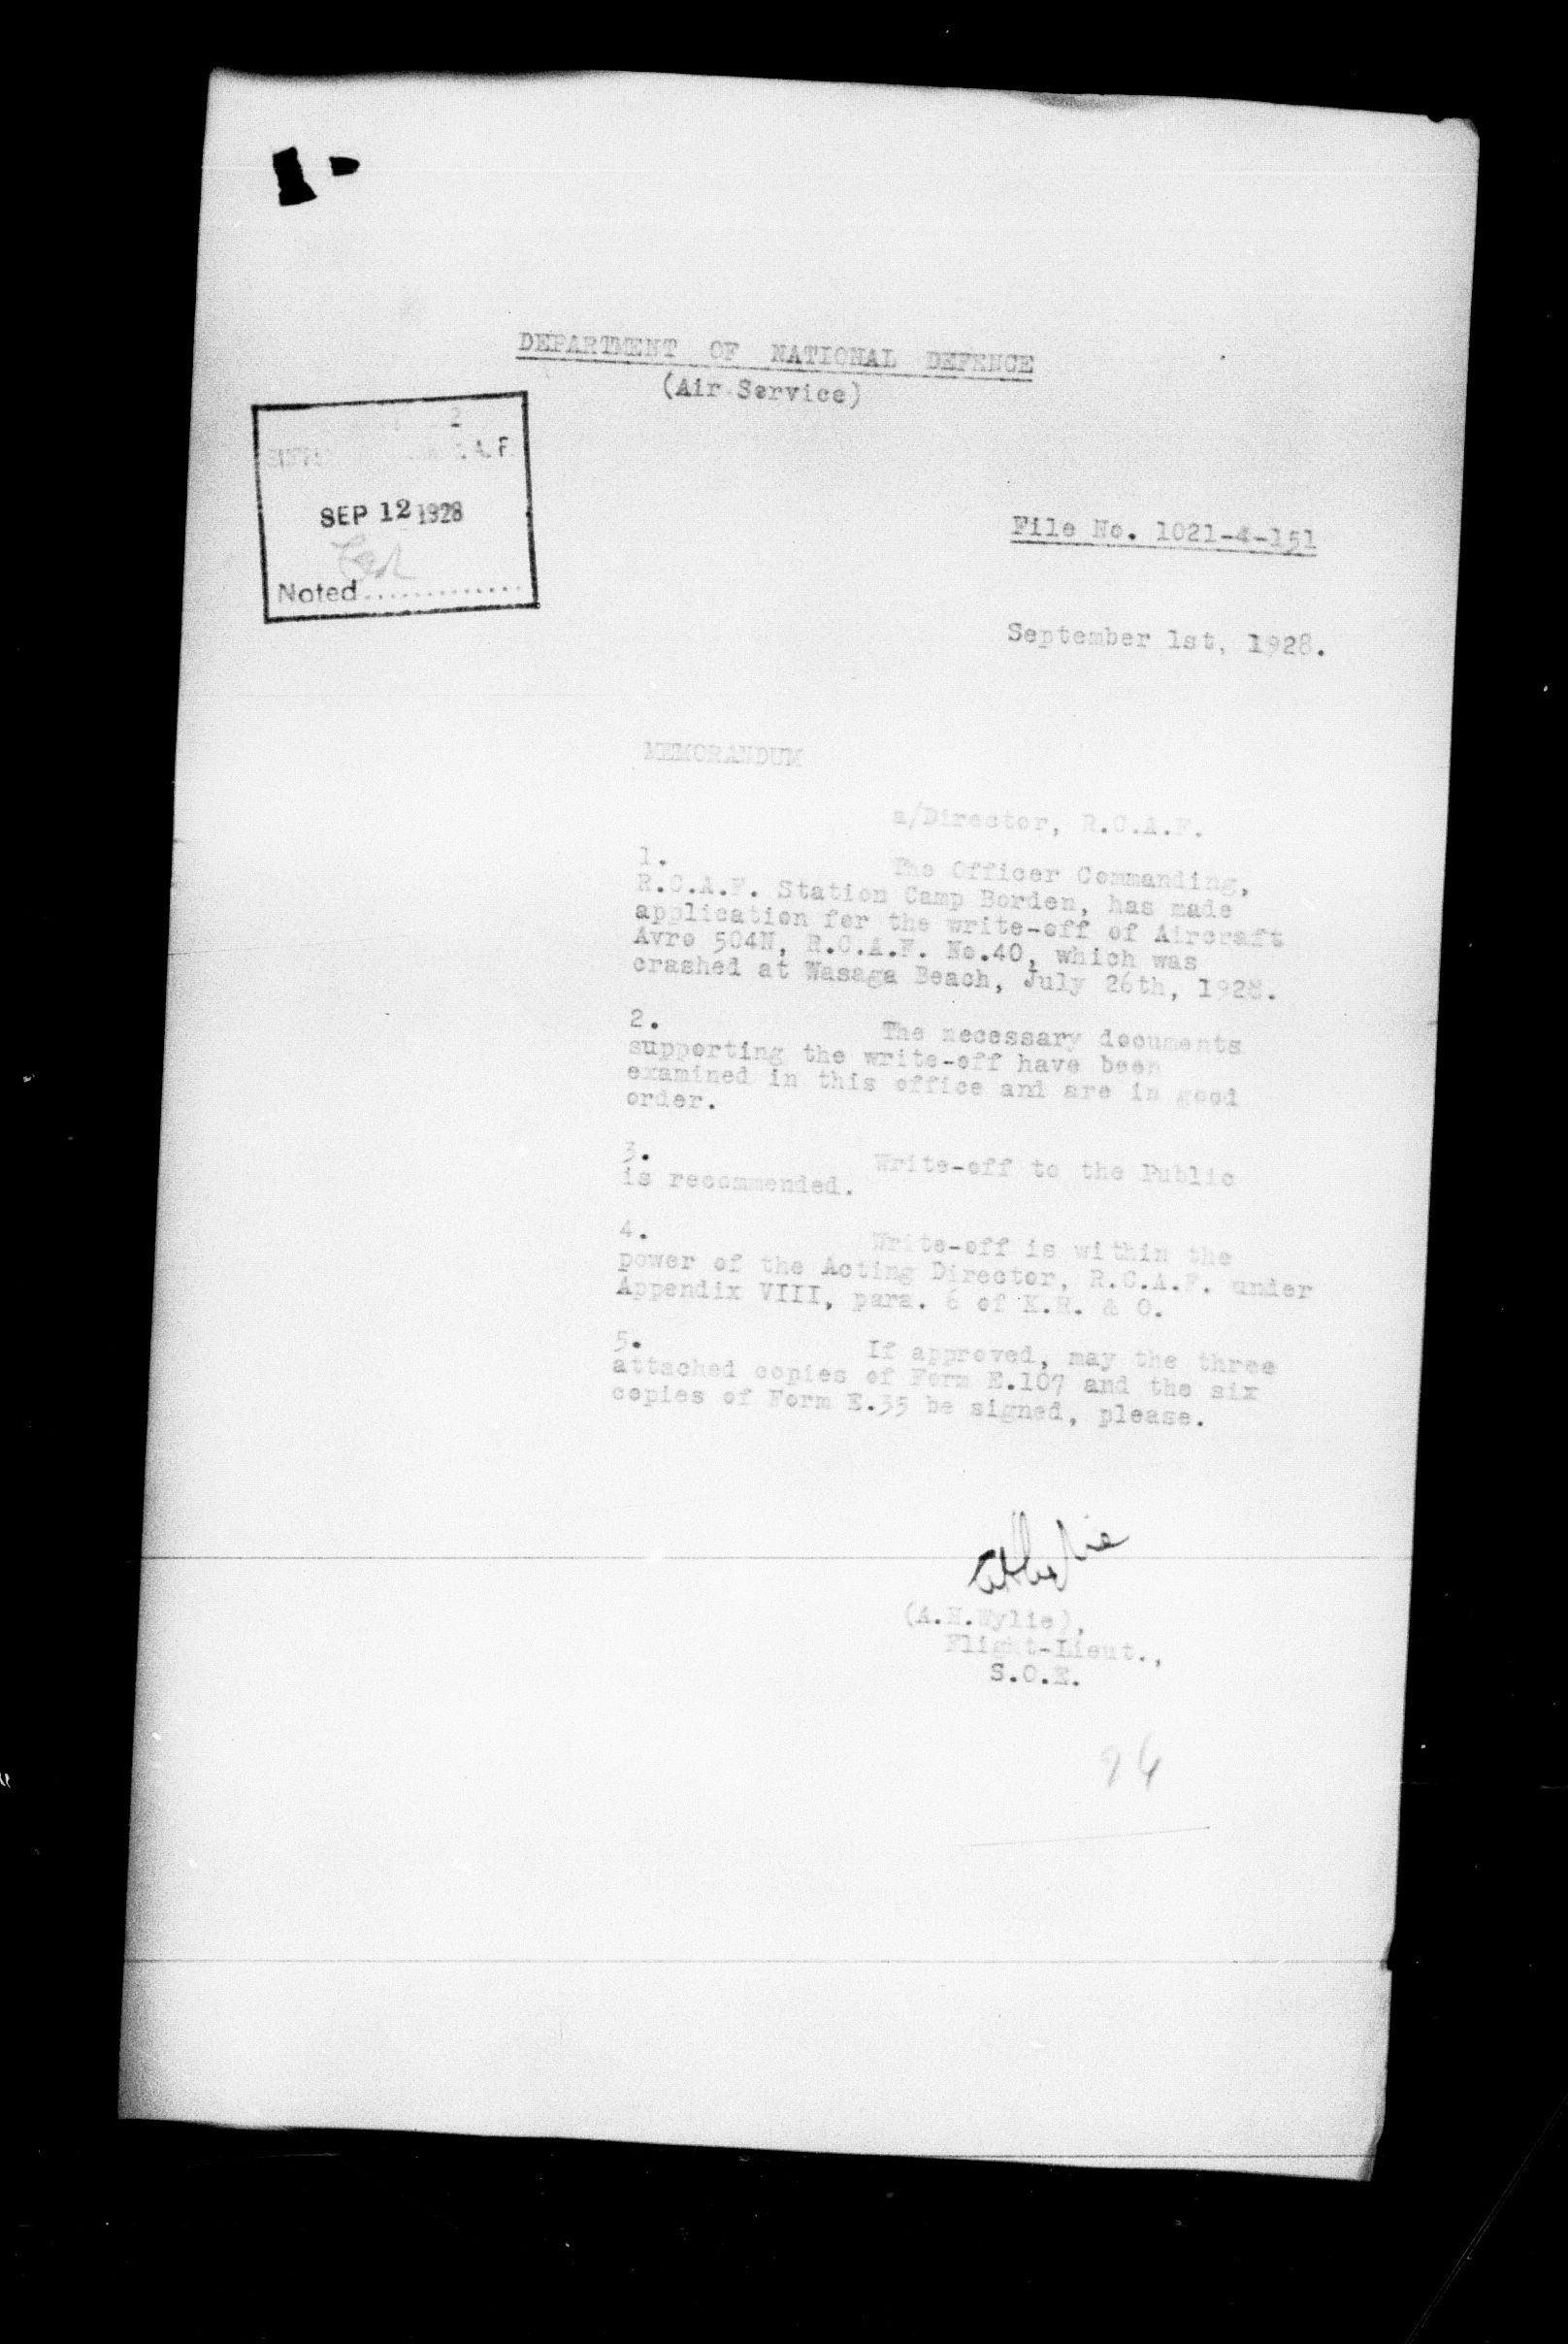 DEPARTMENT OF NATIONAL DEFENCE
(Air Service)
2
A. F.
SEP 12 1928
Noted.............
File No. 1021-4-151
September 1st, 1928.
MEMORANDUM
a/Director, R.C.A.F.
1. The Officer Commanding,
R.C.A.F. Station Camp Borden, has made
application for the write-off of Aircraft
Avro 504N, R.C.A.F. No.40, which was
crashed at Wasaga Beach, July 26th, 1928.
2. The necessary documents
supporting the write-off have been
examined in this office and are in good
order.
3. Write-off to the Public
is recommended.
4. Write-off is within the
power of the Acting Director, R.C.A.F. under
Appendix VIII, para. 6 of K.R. & O.
5. If approved, may the three
attached copies of Form E.107 and the six
copies of Form E.35 be signed, please.
(A.H.Wylie),
Flight-Lieut.,
S.O.E.
94